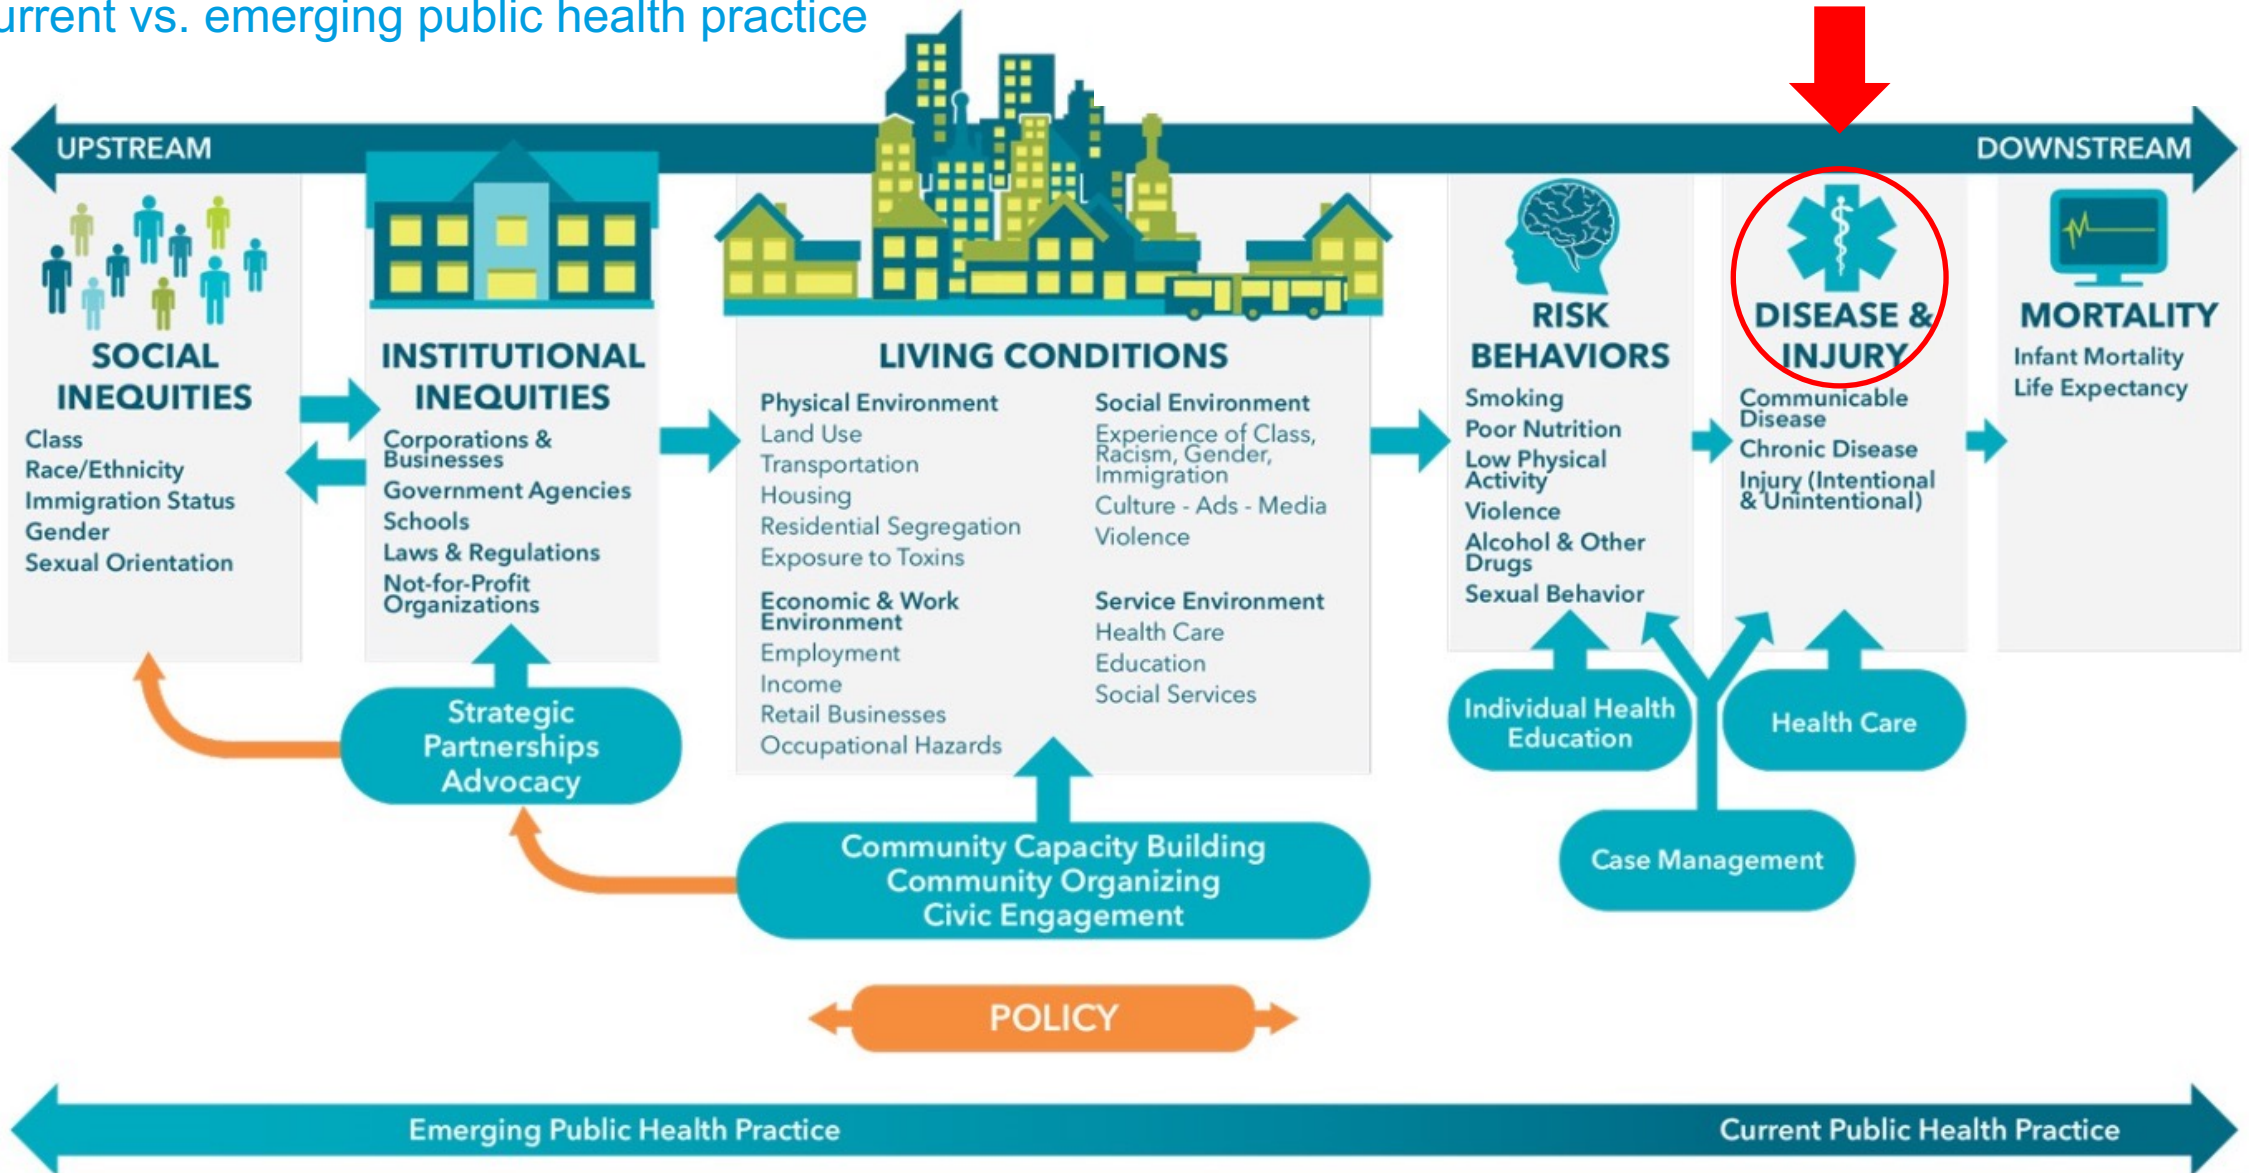 urrent vs. emerging public health practice
UPSTREAM
DOWNSTREAM
SOCIAL
INEQUITIES
Class
Race/Ethnicity
Immigration Status
Gender
Sexual Orientation
INSTITUTIONAL
INEQUITIES
Corporations &
Businesses
Government Agencies
Schools
Laws & Regulations
Not-for-Profit
Organizations
LIVING CONDITIONS
Physical Environment
Land Use
Transportation
Housing
Residential Segregation
Exposure to Toxins
Economic & Work
Environment
Employment
Income
Retail Businesses
Occupational Hazards
Social Environment
Experience of Class,
Racism, Gender,
Immigration
Culture - Ads - Media
Violence
Service Environment
Health Care
Education
Social Services
RISK
BEHAVIORS
Smoking
Poor Nutrition
Low Physical
Activity
Violence
Alcohol & Other
Drugs
Sexual Behavior
DISEASE &
INJURY
Communicable
Disease
Chronic Disease
Injury (Intentional
& Unintentional)
MORTALITY
Infant Mortality
Life Expectancy
Strategic
Partnerships
Advocacy
Community Capacity Building
Community Organizing
Civic Engagement
Individual Health
Education
Health Care
Case Management
POLICY
Emerging Public Health Practice
Current Public Health Practice